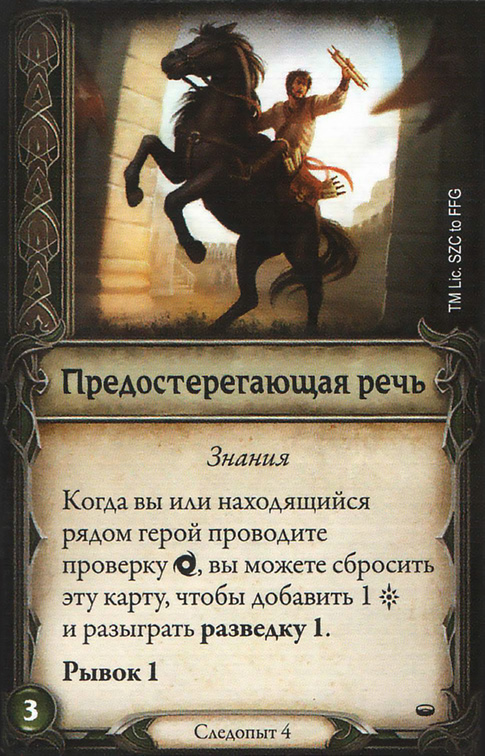 TM Lic. SZC to FFG
Предостерегающая речь
Знания
Когда вы или находящийся
рядом герой проводите
проверку , вы можете сбросить
эту карту, чтобы добавить 1
и разыграть разведку 1.
Рывок 1
3
Следопыт 4